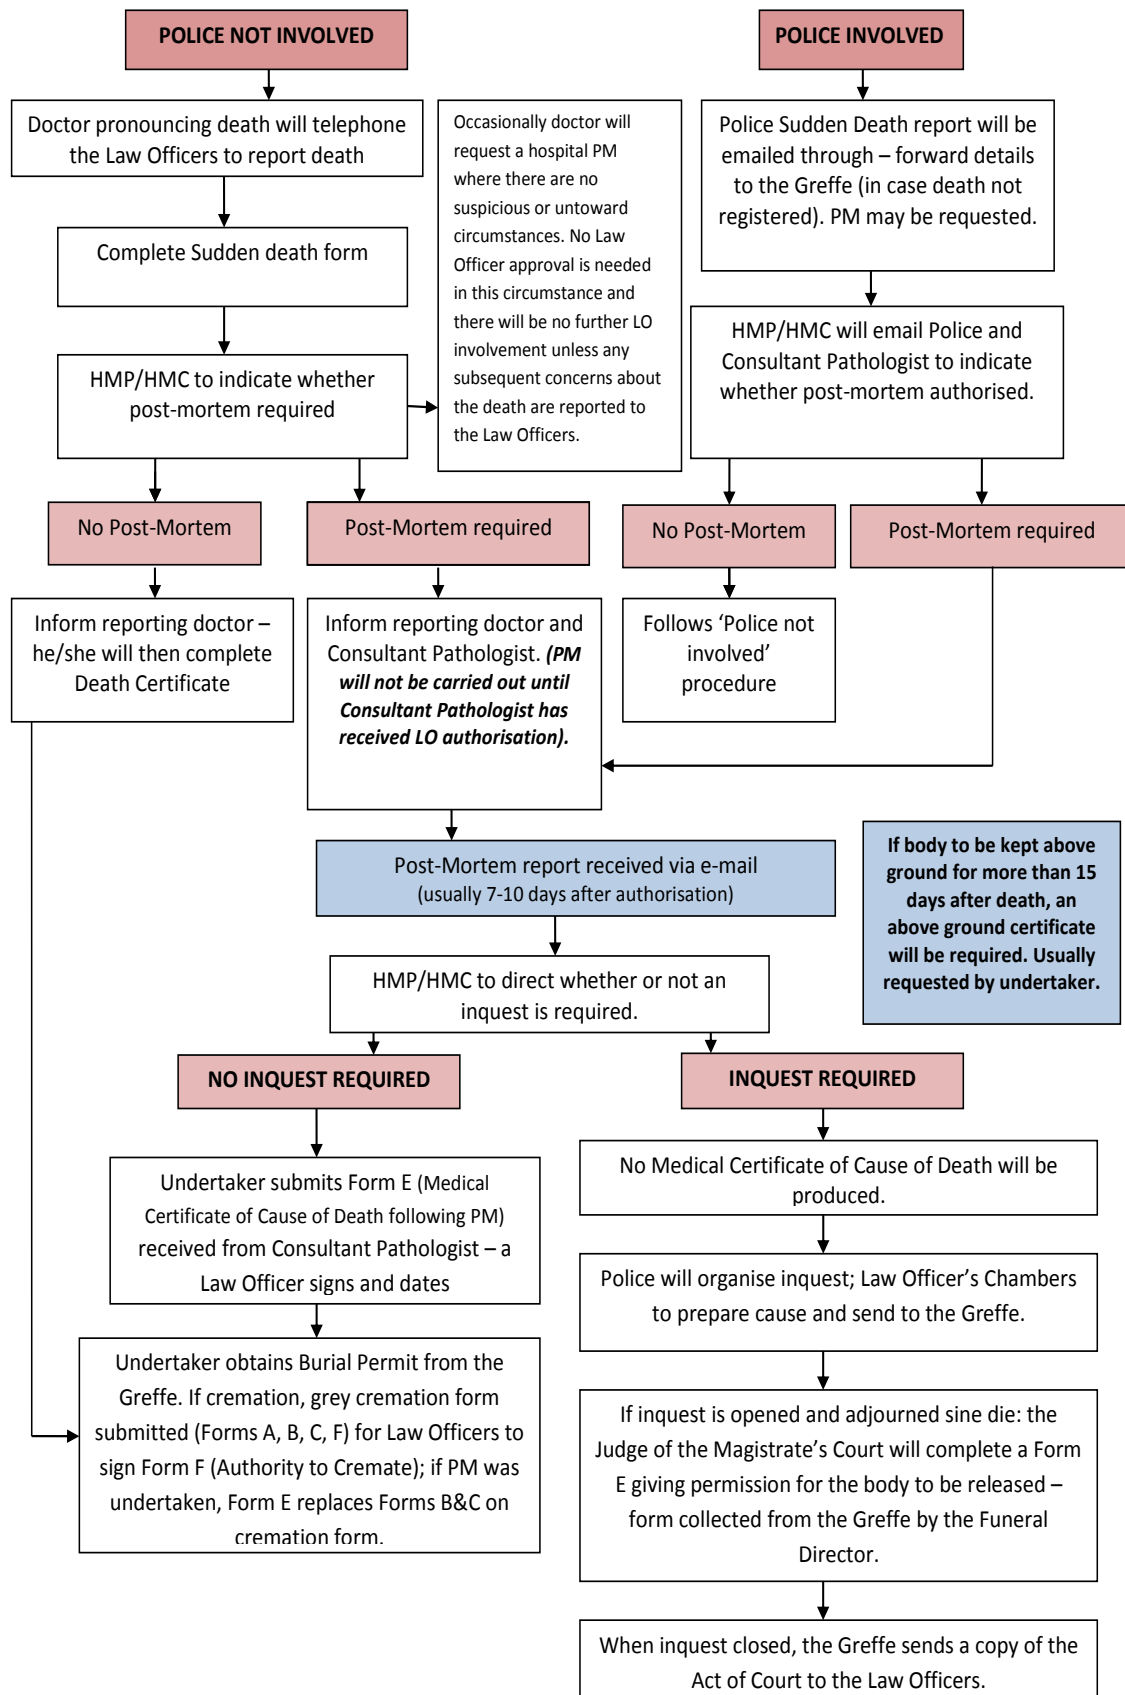 POLICE NOT INVOLVED
Doctor pronouncing death will telephone
the Law Officers to report death
Complete Sudden death form
HMP/HMC to indicate whether
post-mortem required
Occasionally doctor will
request a hospital PM
where there are no
suspicious or untoward
circumstances. No Law
Officer approval is needed
in this circumstance and
there will be no further LO
involvement unless any
subsequent concerns about
the death are reported to
the Law Officers.
POLICE INVOLVED
Police Sudden Death report will be
emailed through – forward details
to the Greffe (in case death not
registered). PM may be requested.
HMP/HMC will email Police and
Consultant Pathologist to indicate
whether post-mortem authorised.
No Post-Mortem
Post-Mortem required
No Post-Mortem
Post-Mortem required
Inform reporting doctor –
he/she will then complete
Death Certificate
Inform reporting doctor and
Consultant Pathologist. (PM
will not be carried out until
Consultant Pathologist has
received LO authorisation).
Follows ‘Police not
involved’
procedure
Post-Mortem report received via e-mail
(usually 7-10 days after authorisation)
If body to be kept above
ground for more than 15
days after death, an
above ground certificate
will be required. Usually
requested by undertaker.
HMP/HMC to direct whether or not an
inquest is required.
NO INQUEST REQUIRED
INQUEST REQUIRED
Undertaker submits Form E (Medical
Certificate of Cause of Death following PM)
received from Consultant Pathologist – a
Law Officer signs and dates
Undertaker obtains Burial Permit from the
Greffe. If cremation, grey cremation form
submitted (Forms A, B, C, F) for Law Officers to
sign Form F (Authority to Cremate); if PM was
undertaken, Form E replaces Forms B&C on
cremation form.
No Medical Certificate of Cause of Death will be
produced.
Police will organise inquest; Law Officer’s Chambers
to prepare cause and send to the Greffe.
If inquest is opened and adjourned sine die: the
Judge of the Magistrate’s Court will complete a Form
E giving permission for the body to be released –
form collected from the Greffe by the Funeral
Director.
When inquest closed, the Greffe sends a copy of the
Act of Court to the Law Officers.